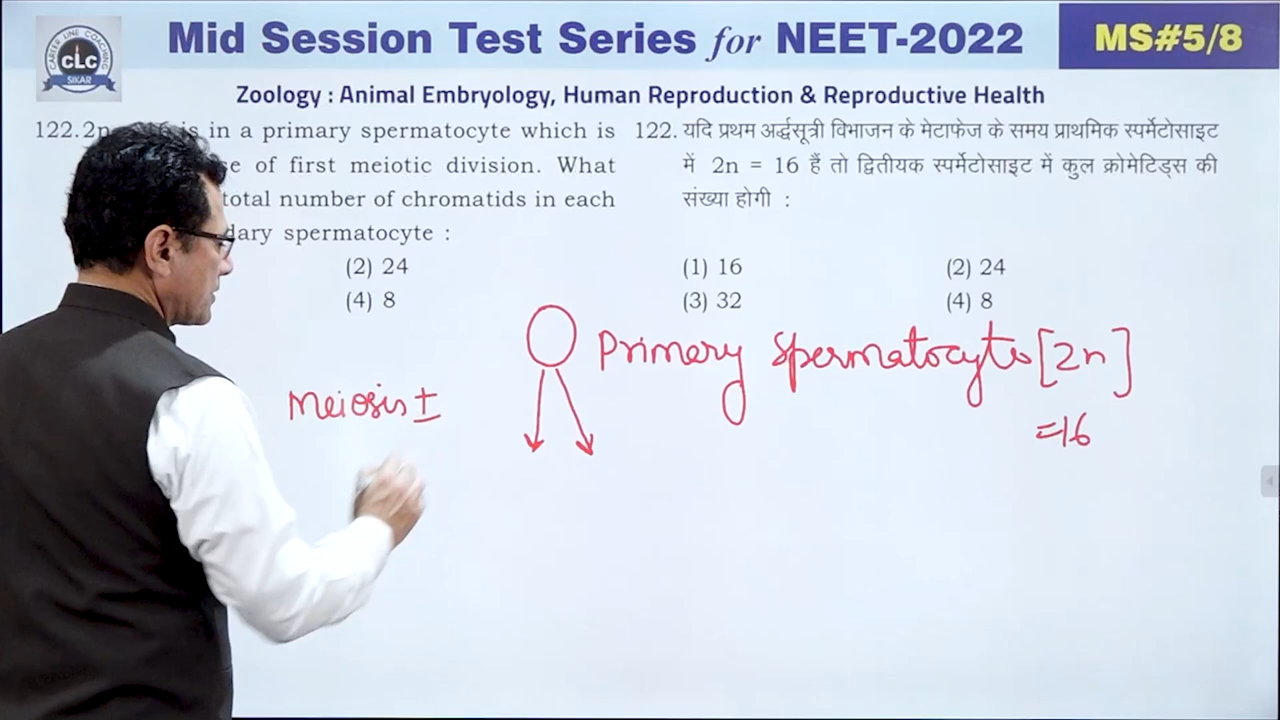 Mid Session Test Series for NEET-2022
MS#5/8
CAREER LINE COACHING
CLC
SIKAR
Zoology : Animal Embryology, Human Reproduction & Reproductive Health
122. 2n is in a primary spermatocyte which is
of first meiotic division. What
total number of chromatids in each
spermatocyte :
(2) 24
(4) 8
122. यदि प्रथम अर्द्धसूत्री विभाजन के मेटाफेज के समय प्राथमिक स्पर्मेटोसाइट
में 2n = 16 हैं तो द्वितीयक स्पर्मेटोसाइट में कुल क्रोमेटिड्स की
संख्या होगी :
(1) 16 (2) 24
(3) 32 (4) 8
Primary Spermatocyte [2n]
=16
Meiosis I